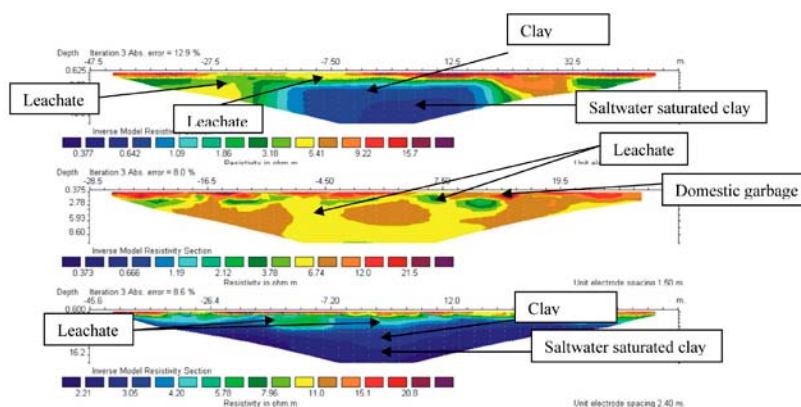 Clay
Depth Iteration 3 Abs. error = 12.9 %
-47.5 -7.50 12.5 32.5 m.
0.625
Leachate
Leachate
Saltwater saturated clay
Inverse Model Resistivity Section
0.377 0.642 1.09 1.86 3.18 5.41 9.22 15.7
Resistivity in ohm.m
Leachate
Depth Iteration 3 Abs. error = 8.0 %
-28.5 -16.5 -4.50 7.50 19.5 m.
0.375
2.78
5.93
8.60
Domestic garbage
Inverse Model Resistivity Section
0.373 0.666 1.19 2.12 3.78 6.74 12.0 21.5
Resistivity in ohm.m
Unit electrode spacing 1.50 m.
Depth Iteration 3 Abs. error = 8.6 %
-45.6 -26.4 -7.20 12.0 m.
0.600
Leachate
Clay
16.2
Saltwater saturated clay
Inverse Model Resistivity Section
2.21 3.05 4.20 5.78 7.96 11.0 15.1 20.8
Resistivity in ohm.m
Unit electrode spacing 2.40 m.